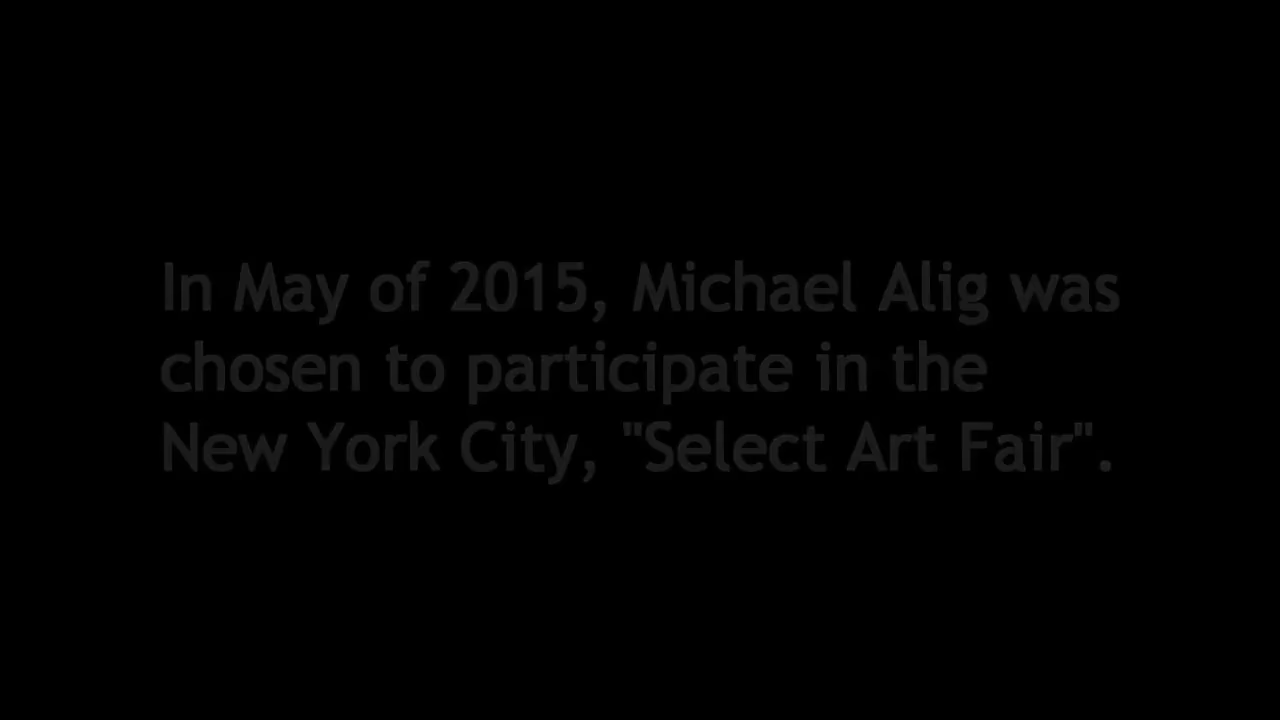 In May of 2015, Michael Alig was
chosen to participate in the
New York City, "Select Art Fair".